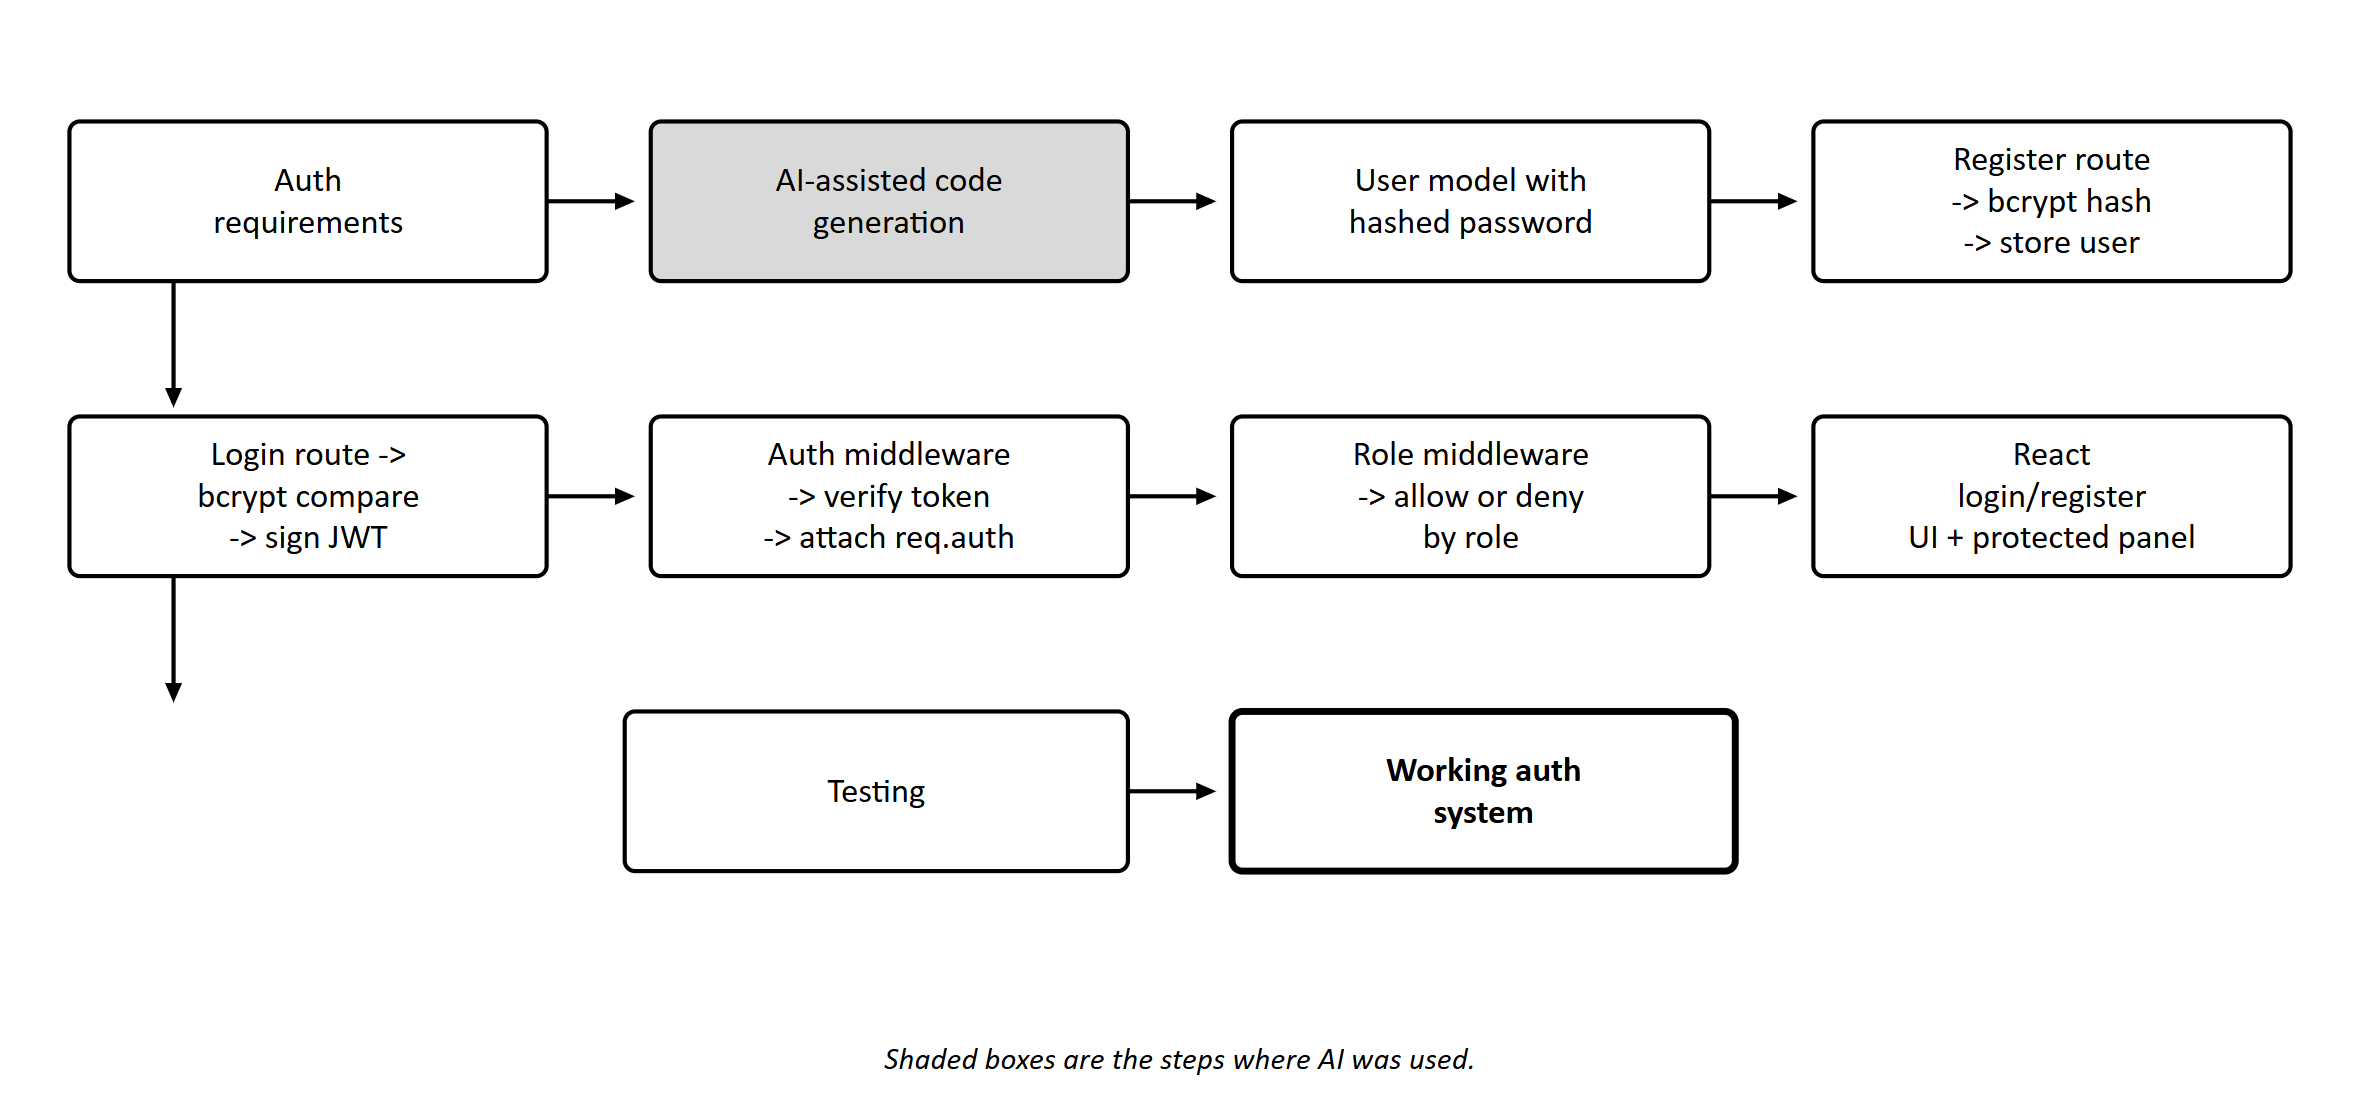 Auth
requirements
AI-assisted code
generation
User model with
hashed password
Register route
-> bcrypt hash
-> store user
Login route ->
bcrypt compare
-> sign JWT
Auth middleware
-> verify token
-> attach req.auth
Role middleware
-> allow or deny
by role
React
login/register
UI + protected panel
Testing
Working auth
system
Shaded boxes are the steps where AI was used.